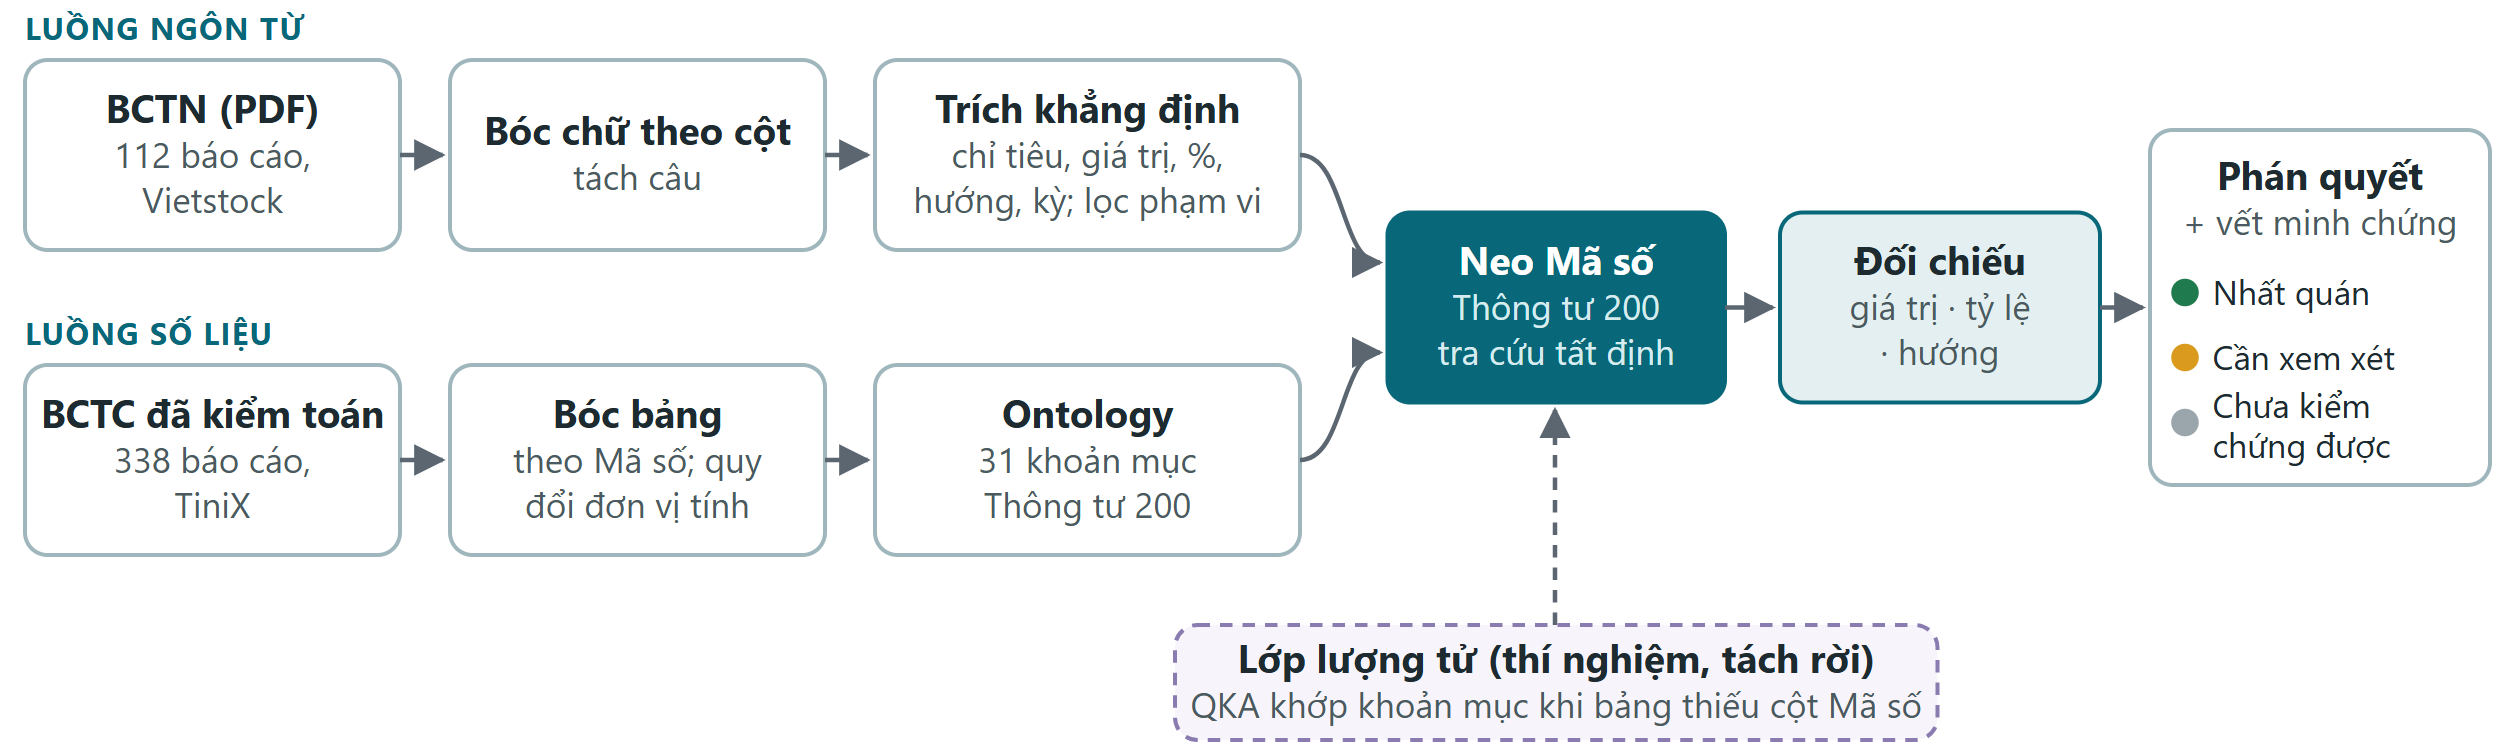 LUỒNG NGÔN TỪ
BCTN (PDF)
112 báo cáo,
Vietstock
Bóc chữ theo cột
tách câu
Trích khẳng định
chỉ tiêu, giá trị, %,
hướng, kỳ; lọc phạm vi
LUỒNG SỐ LIỆU
BCTC đã kiểm toán
338 báo cáo,
TiniX
Bóc bảng
theo Mã số; quy
đổi đơn vị tính
Ontology
31 khoản mục
Thông tư 200
Neo Mã số
Thông tư 200
tra cứu tất định
Đối chiếu
giá trị · tỷ lệ
· hướng
Phán quyết
+ vết minh chứng
Nhất quán
Cần xem xét
Chưa kiểm
chứng được
Lớp lượng tử (thí nghiệm, tách rời)
QKA khớp khoản mục khi bảng thiếu cột Mã số